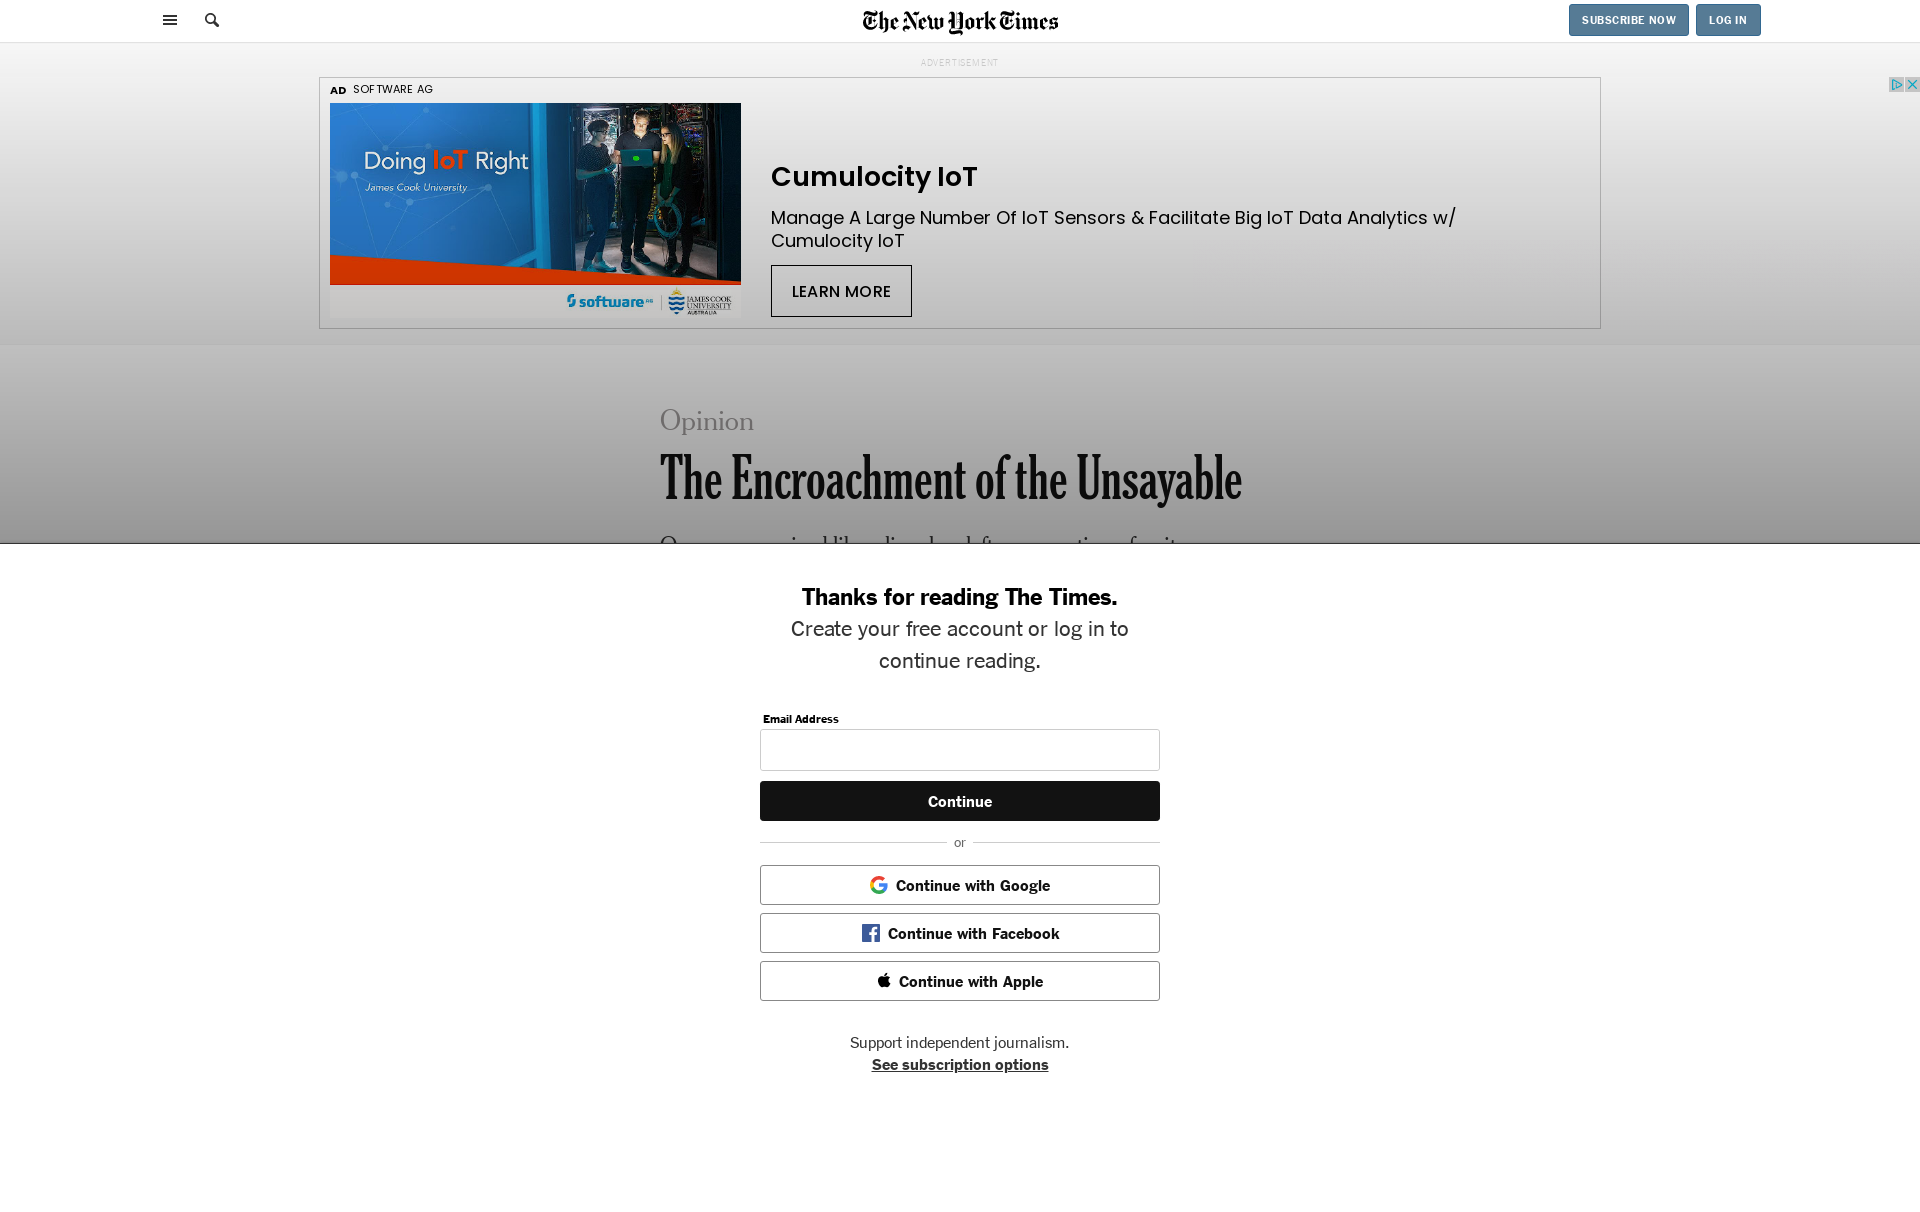 The New York Times
SUBSCRIBE NOW
LOG IN
ADVERTISEMENT
AD SOFTWARE AG
Doing IoT Right
James Cook University
software AG
JAMES COOK
UNIVERSITY
AUSTRALIA
Cumulocity IoT
Manage A Large Number Of IoT Sensors & Facilitate Big IoT Data Analytics w/
Cumulocity IoT
LEARN MORE
Opinion
The Encroachment of the Unsayable
Thanks for reading The Times.
Create your free account or log in to
continue reading.
Email Address
Continue
or
Continue with Google
Continue with Facebook
Continue with Apple
Support independent journalism.
See subscription options